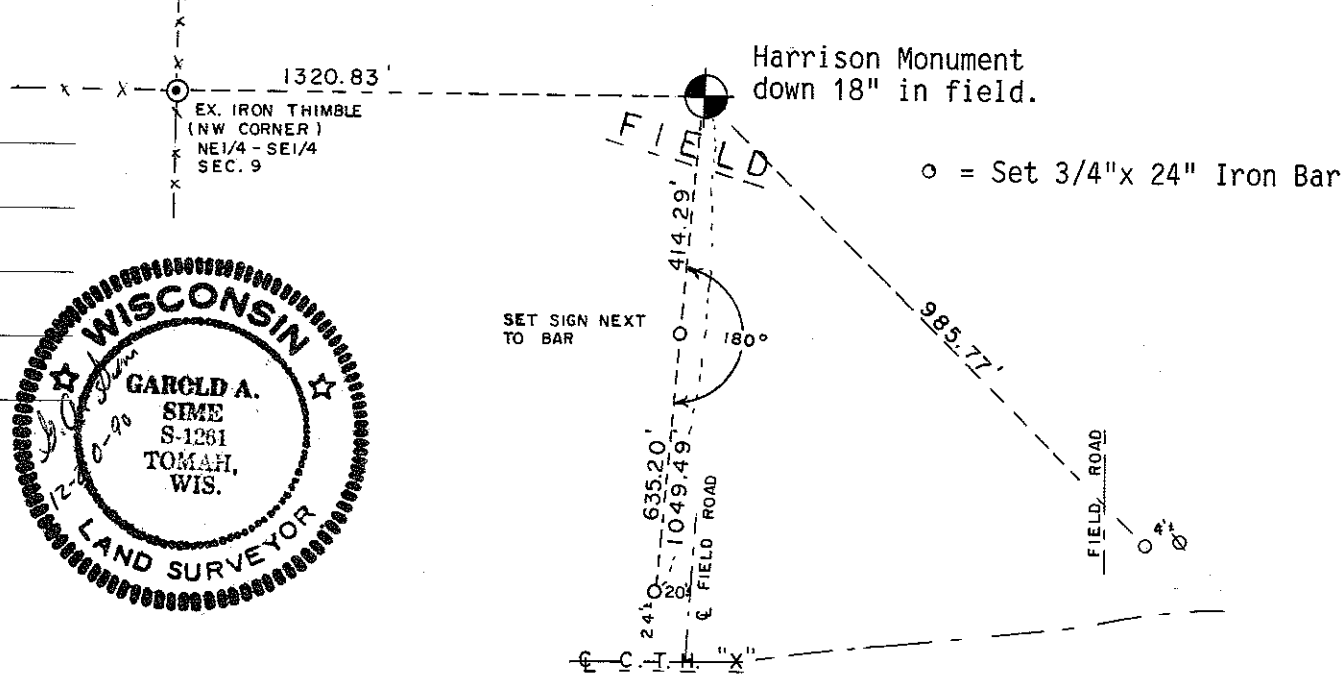 1320.83'
Harrison Monument
down 18" in field.
EX. IRON THIMBLE
(NW CORNER)
NE1/4 - SE1/4
SEC. 9
FIELD
o = Set 3/4"x 24" Iron Bar
414.29'
SET SIGN NEXT
TO BAR
180°
985.77'
WISCONSIN
GAROLD A.
SIME
S-1261
TOMAH,
WIS.
LAND SURVEYOR
635.20'
1049.49'
℄ FIELD ROAD
FIELD ROAD
4'±
20'±
24'±
℄ C.T.H. "X"